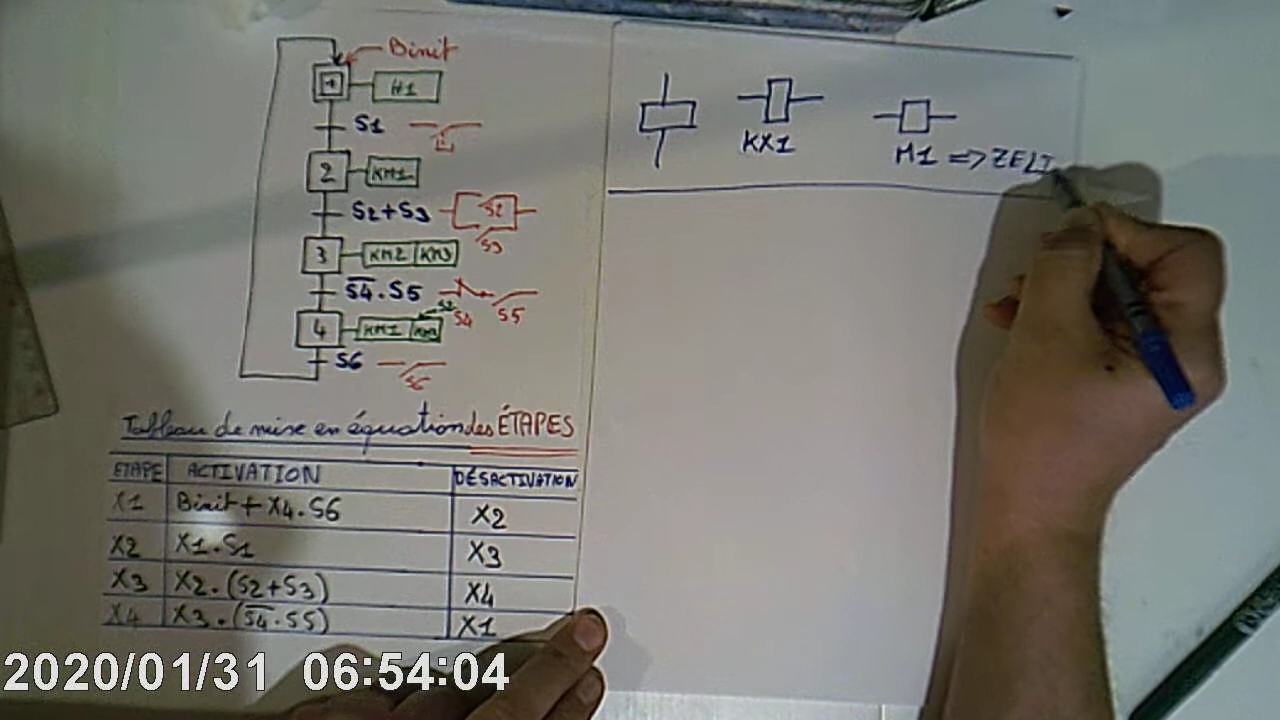 Binit
1 H1
S1
2 KM1
S2+S3 S2
S3
3 KM2 KM3
S4.S5 S4 S5
4 KM1
S6 S6
Tableau de mise en équation des ÉTAPES
ETAPE ACTIVATION DÉSACTIVATION
X1 Binit+X4.S6 X2
X2 X1.S1 X3
X3 X2.(S2+S3) X4
X4 X3.(S4.S5) X1
KX1
M1 => ZELI
2020/01/31 06:54:04